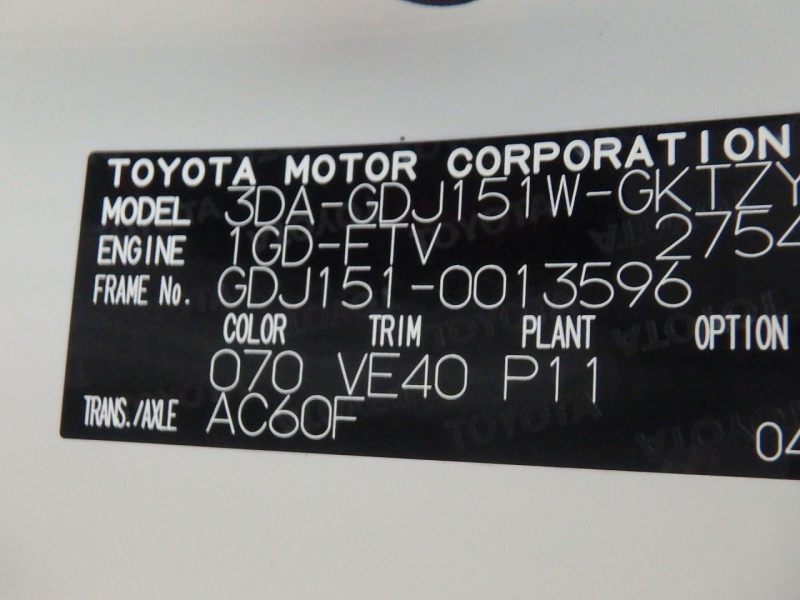 TOYOTA MOTOR CORPORATION
MODEL 3DA-GDJ151W-GKTZY
ENGINE 1GD-FTV 2754
FRAME No. GDJ151-0013596
COLOR TRIM PLANT OPTION
070 VE40 P11
TRANS./AXLE AC60F
04